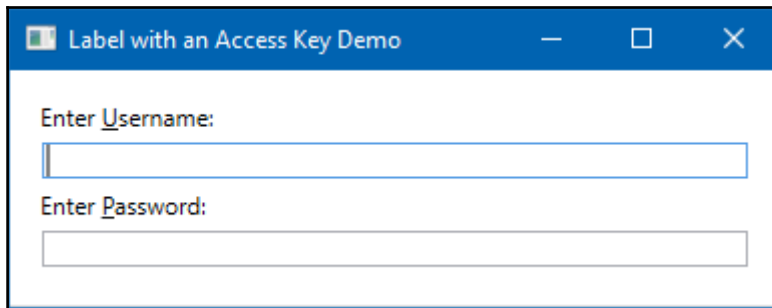 Label with an Access Key Demo
Enter Username:
Enter Password: